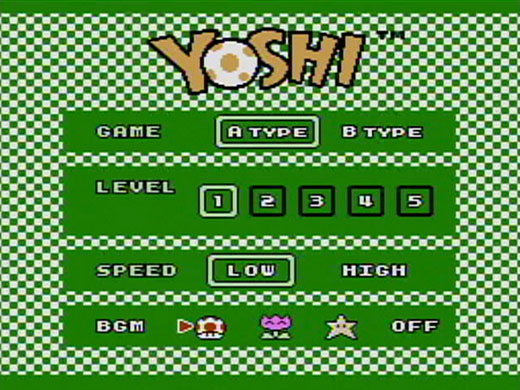 YOSHI™
GAME A TYPE B TYPE
LEVEL 1 2 3 4 5
SPEED LOW HIGH
BGM OFF